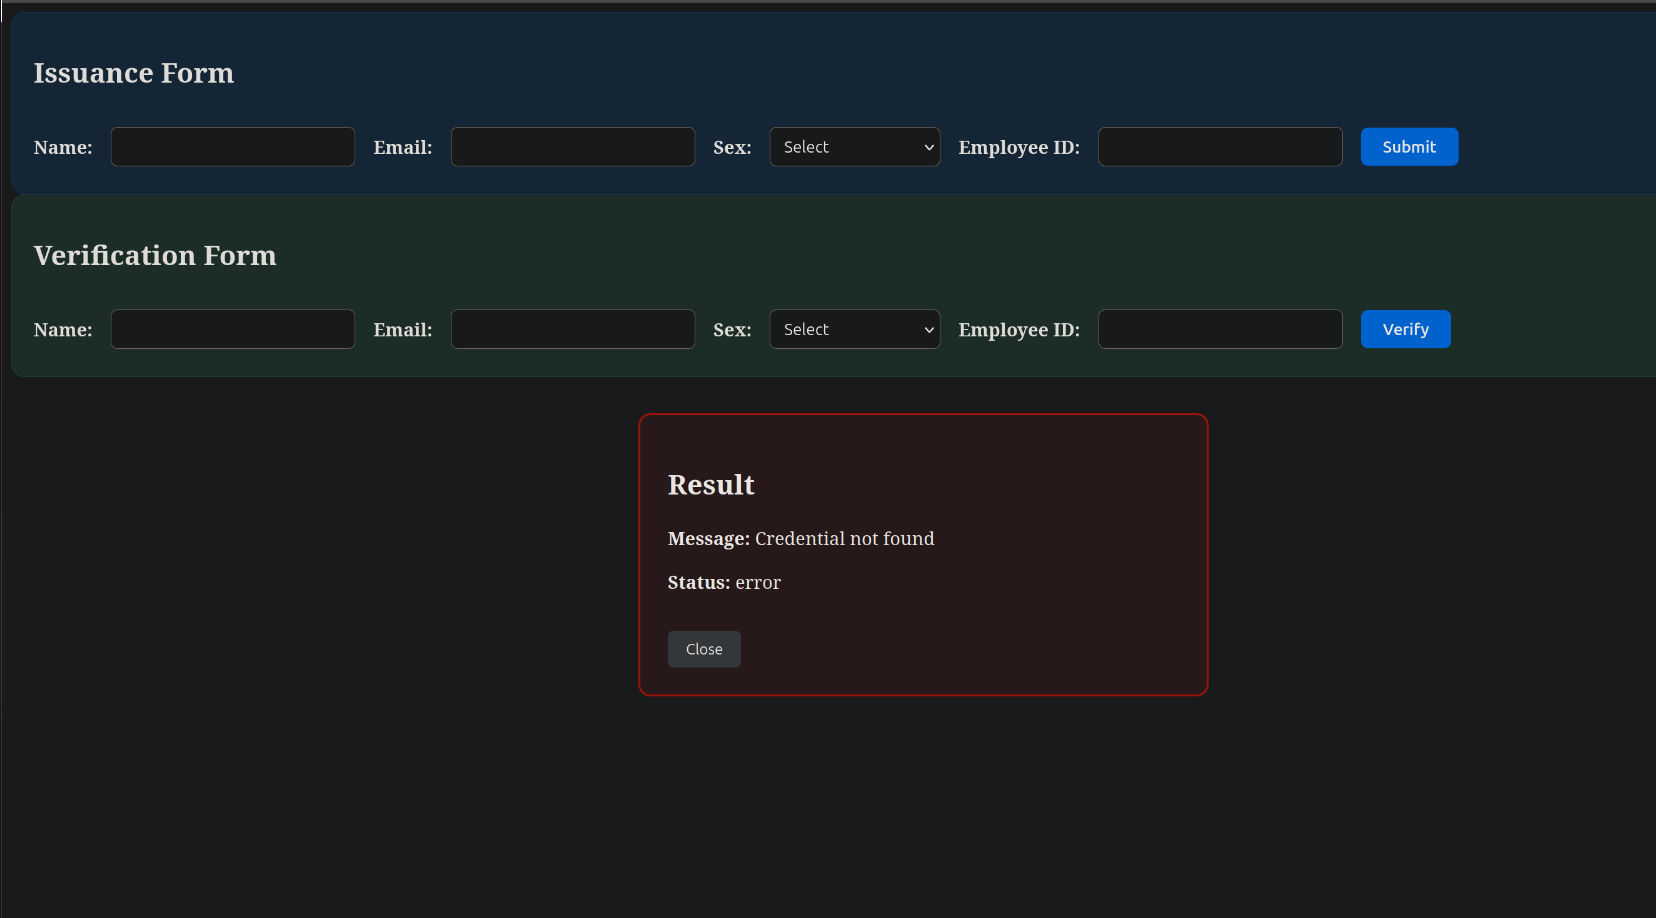 Issuance Form
Name: Email: Sex: Select Employee ID: Submit
Verification Form
Name: Email: Sex: Select Employee ID: Verify
Result
Message: Credential not found
Status: error
Close